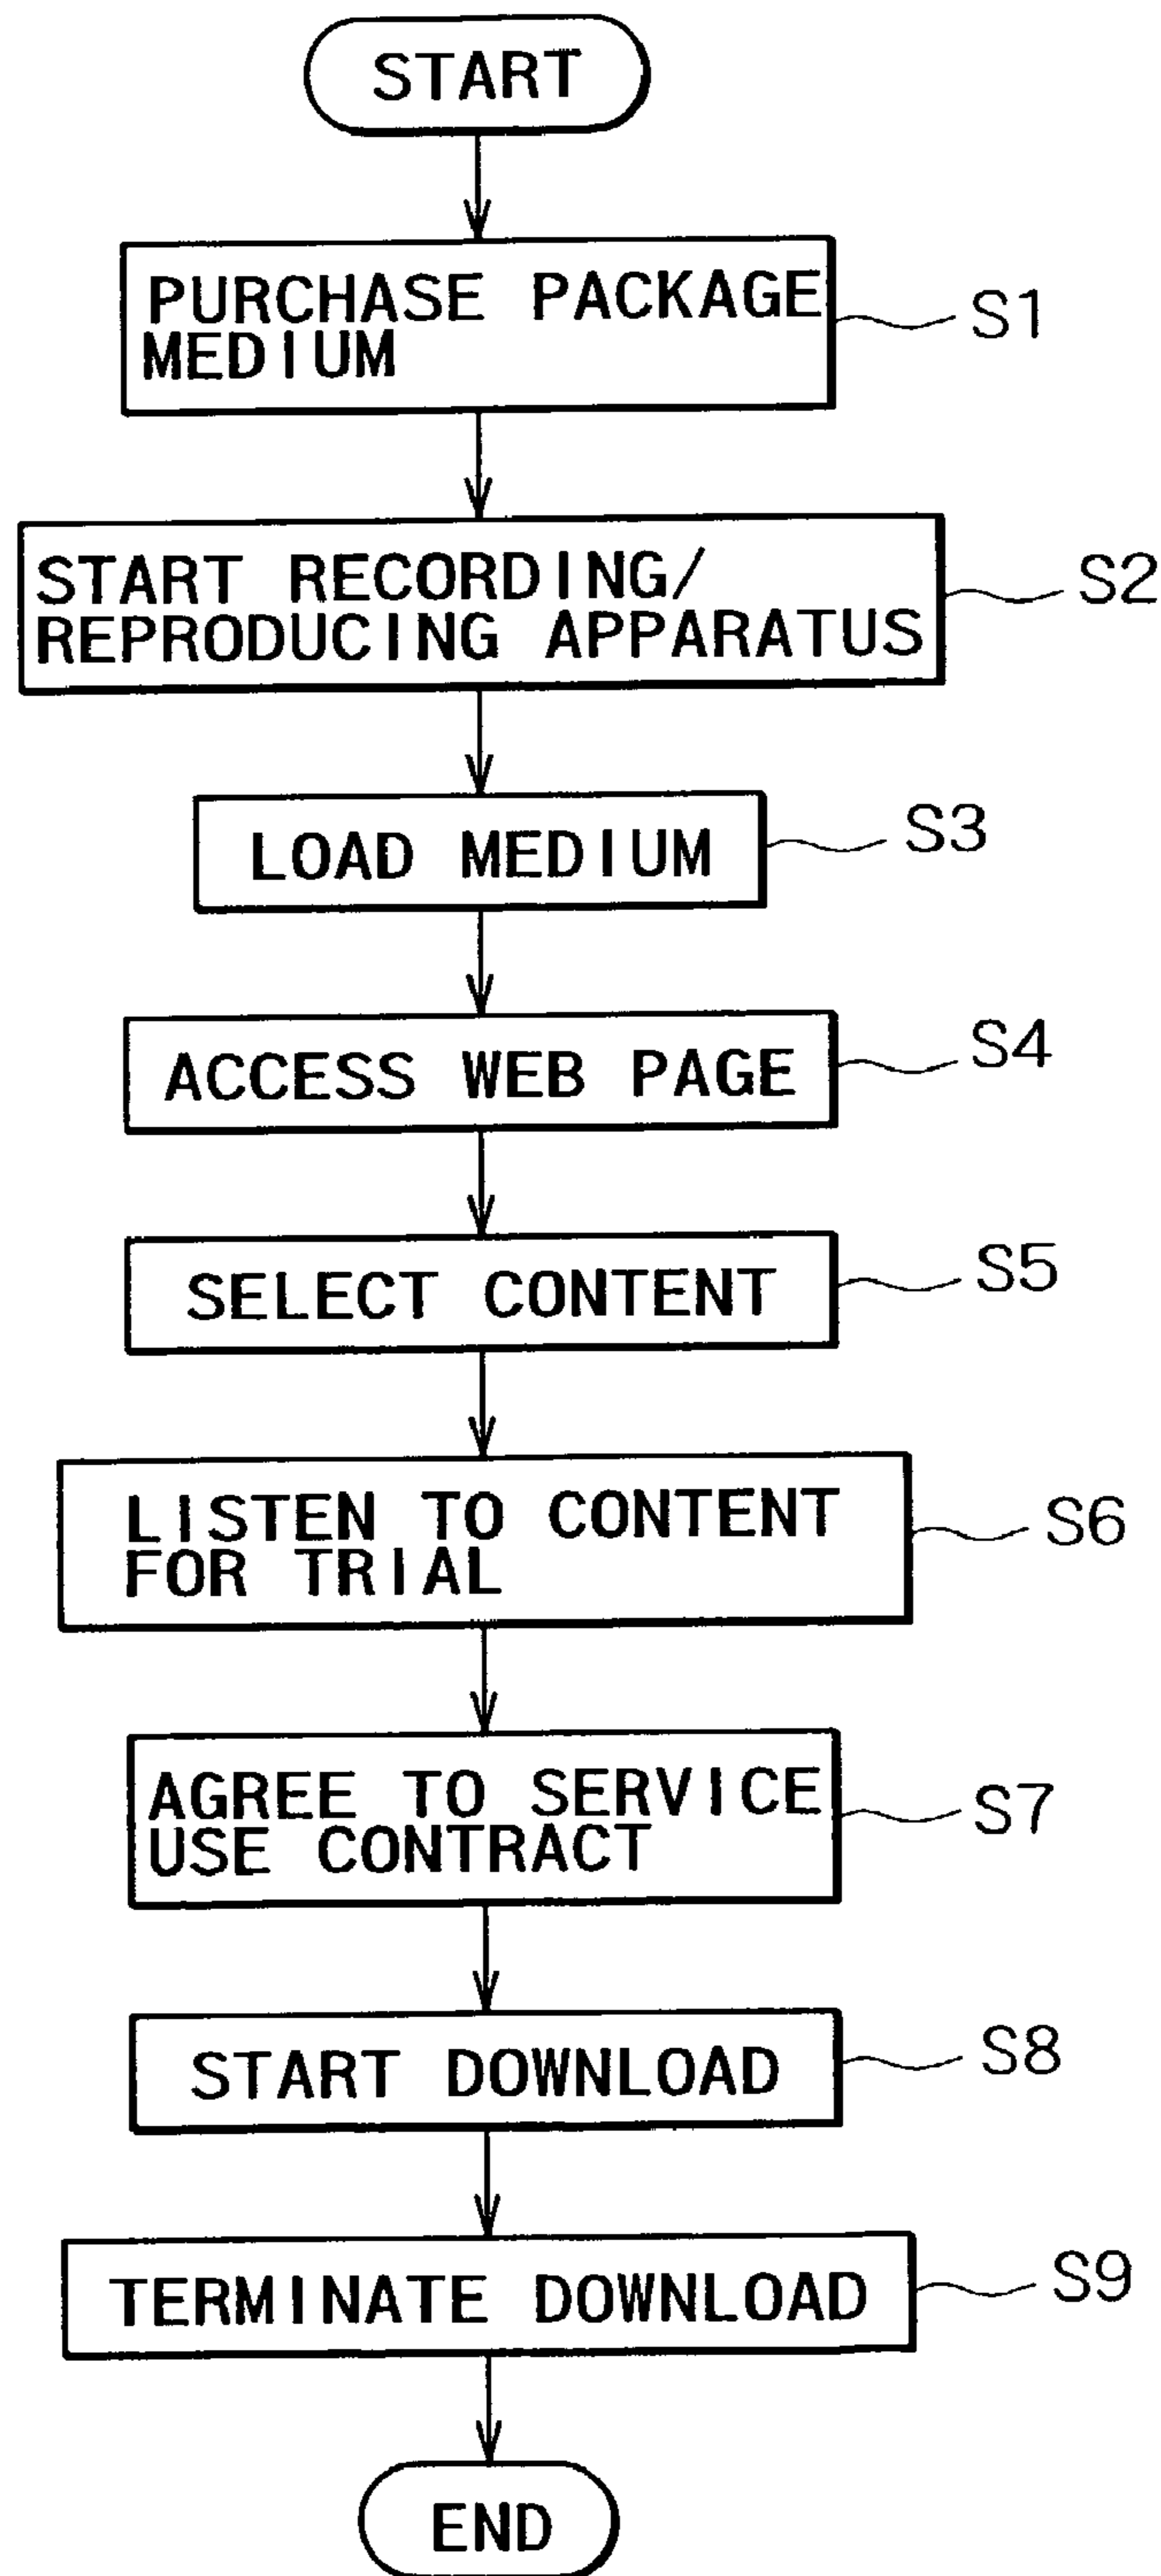 START
PURCHASE PACKAGE
MEDIUM
S1
START RECORDING/
REPRODUCING APPARATUS
S2
LOAD MEDIUM
S3
ACCESS WEB PAGE
S4
SELECT CONTENT
S5
LISTEN TO CONTENT
FOR TRIAL
S6
AGREE TO SERVICE
USE CONTRACT
S7
START DOWNLOAD
S8
TERMINATE DOWNLOAD
S9
END